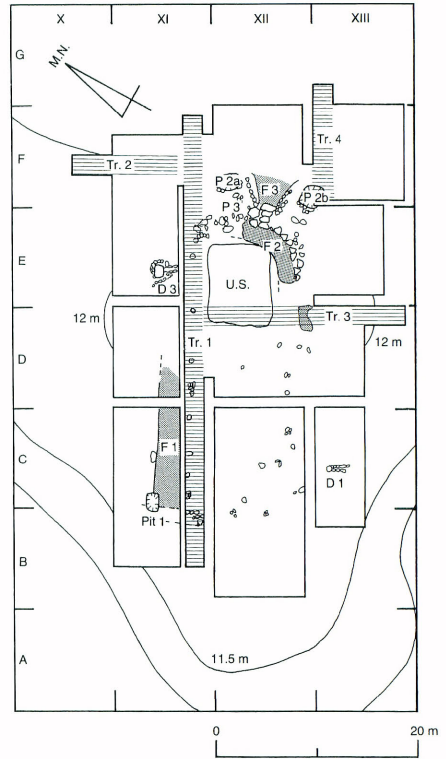 X XI XII XIII
G
M.N.
Tr. 4
F
Tr. 2
P 2a
F 3
P 2b
P 3
F 2
E
U.S.
D 3
12 m
Tr. 3
Tr. 1
12 m
D
F 1
C
D 1
Pit 1
B
A
11.5 m
0 20 m